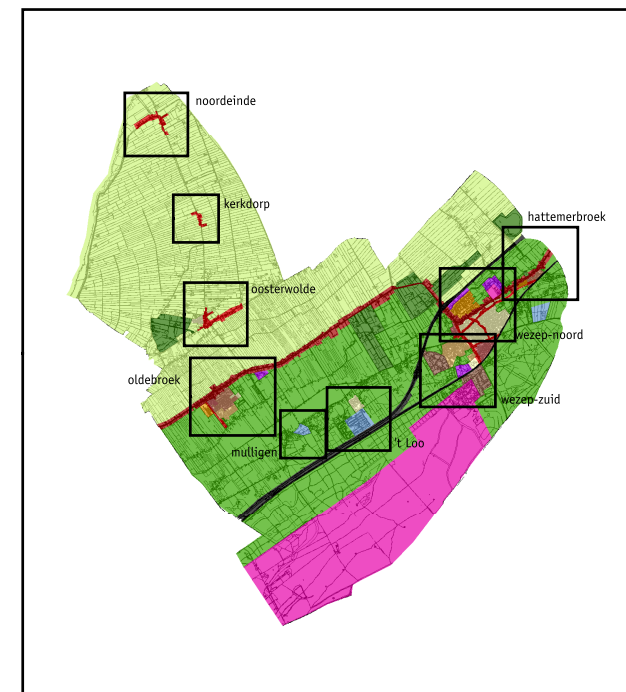 noordeinde
kerkdorp
hattemerbroek
oosterwolde
wezep-noord
oldebroek
wezep-zuid
't Loo
mulligen